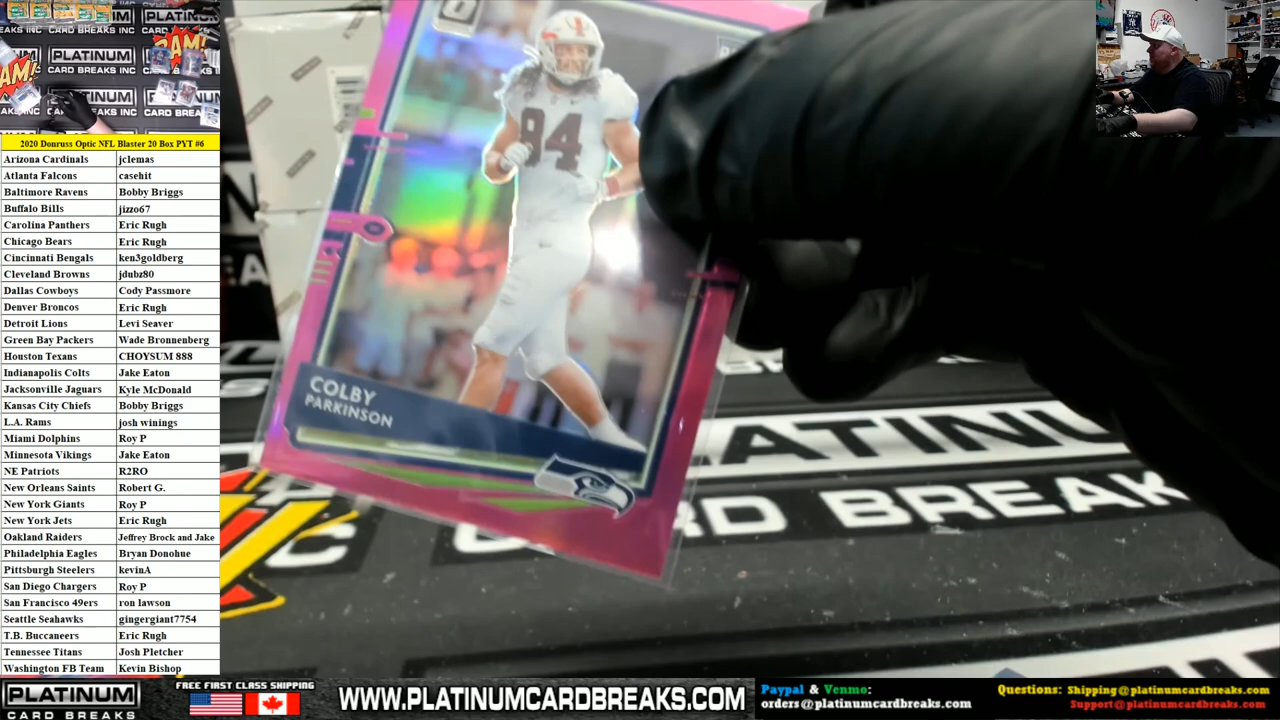 2020 Donruss Optic NFL Blaster 20 Box PYT #6
Arizona Cardinals jclemas
Atlanta Falcons casehit
Baltimore Ravens Bobby Briggs
Buffalo Bills jizzo67
Carolina Panthers Eric Rugh
Chicago Bears Eric Rugh
Cincinnati Bengals ken3goldberg
Cleveland Browns jdubz80
Dallas Cowboys Cody Passmore
Denver Broncos Eric Rugh
Detroit Lions Levi Seaver
Green Bay Packers Wade Bronnenberg
Houston Texans CHOYSUM 888
Indianapolis Colts Jake Eaton
Jacksonville Jaguars Kyle McDonald
Kansas City Chiefs Bobby Briggs
L.A. Rams josh winings
Miami Dolphins Roy P
Minnesota Vikings Jake Eaton
NE Patriots R2RO
New Orleans Saints Robert G.
New York Giants Roy P
New York Jets Eric Rugh
Oakland Raiders Jeffrey Brock and Jake
Philadelphia Eagles Bryan Donohue
Pittsburgh Steelers kevinA
San Diego Chargers Roy P
San Francisco 49ers ron lawson
Seattle Seahawks gingergiant7754
T.B. Buccaneers Eric Rugh
Tennessee Titans Josh Pletcher
Washington FB Team Kevin Bishop
PLATINUM
CARD BREAKS INC
PLATINUM
CARD BREAKS
94
COLBY
PARKINSON
PLATINU
RD BREAK
PLATINUM
CARD BREAKS
FREE FIRST CLASS SHIPPING
WWW.PLATINUMCARDBREAKS.COM
Paypal & Venmo:
orders@platinumcardbreaks.com
Questions: Shipping@platinumcardbreaks.com
Support@platinumcardbreaks.com